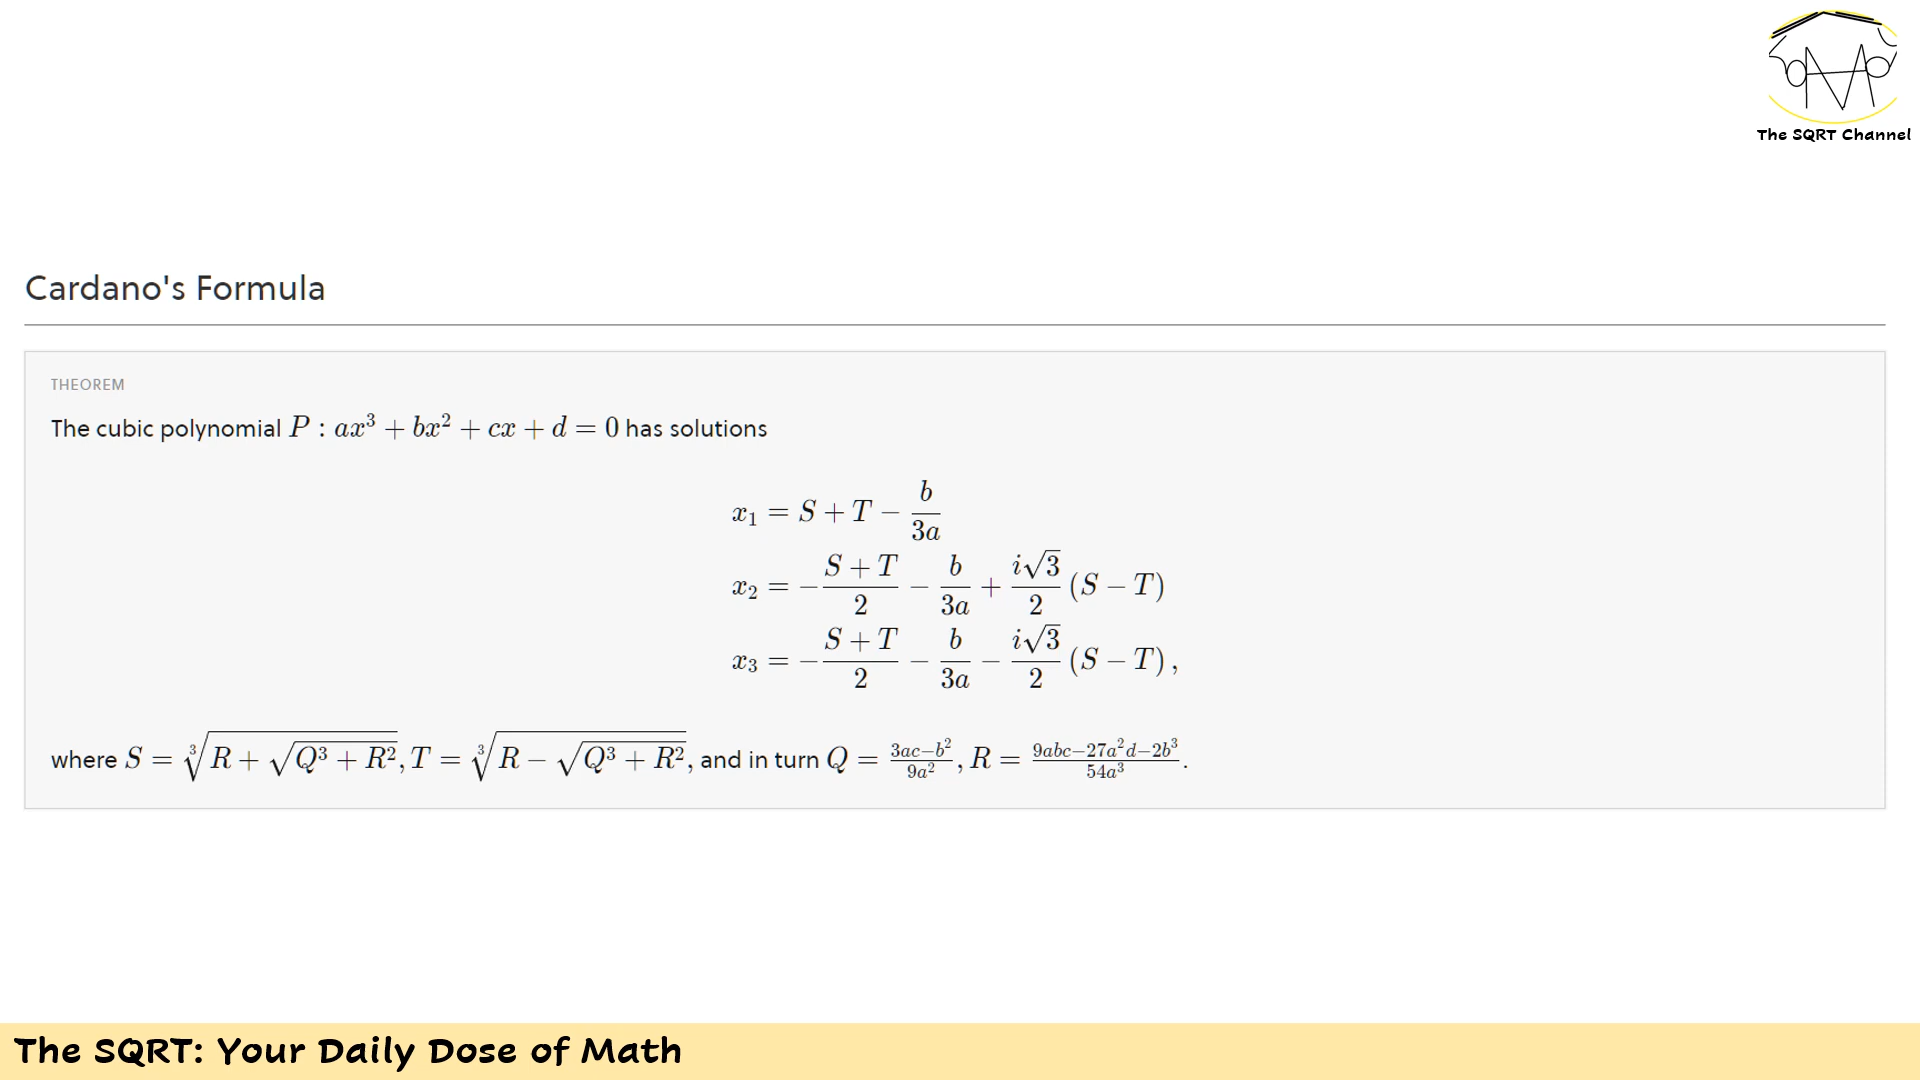 The SQRT Channel
Cardano's Formula
THEOREM
The cubic polynomial P : ax³ + bx² + cx + d = 0 has solutions
x₁ = S + T − b/3a
x₂ = −(S + T)/2 − b/3a + (i√3)/2 (S − T)
x₃ = −(S + T)/2 − b/3a − (i√3)/2 (S − T),
where S = ∛(R + √(Q³ + R²)), T = ∛(R − √(Q³ + R²)), and in turn Q = (3ac−b²)/(9a²), R = (9abc−27a²d−2b³)/(54a³).
The SQRT: Your Daily Dose of Math